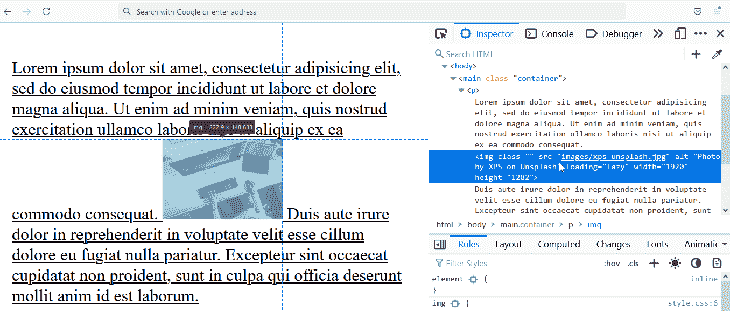 Search with Google or enter address
Inspector
Console
Debugger
Search HTML
<body>
<main class="container">
<p>
Lorem ipsum dolor sit amet, consectetur adipisicing
elit, sed do eiusmod tempor incididunt ut labore et
dolore magna aliqua. Ut enim ad minim veniam, quis
nostrud exercitation ullamco laboris nisi ut aliquip
ex ea commodo consequat.
<img class="" src="images/xps_unsplash.jpg" alt="Photo
by XPS on Unsplash" loading="lazy" width="1920"
height="1282">
Duis aute irure dolor in reprehenderit in voluptate
velit esse cillum dolore eu fugiat nulla pariatur.
Excepteur sint occaecat cupidatat non proident, sunt
html > body > main.container > p > img
Rules
Layout
Computed
Changes
Fonts
Animatic
Filter Styles
:hov
.cls
element {
inline
}
img {
style.css:6
Lorem ipsum dolor sit amet, consectetur adipisicing elit,
sed do eiusmod tempor incididunt ut labore et dolore
magna aliqua. Ut enim ad minim veniam, quis nostrud
exercitation ullamco labo aliquip ex ea
commodo consequat. Duis aute irure
dolor in reprehenderit in voluptate velit esse cillum
dolore eu fugiat nulla pariatur. Excepteur sint occaecat
cupidatat non proident, sunt in culpa qui officia deserunt
mollit anim id est laborum.